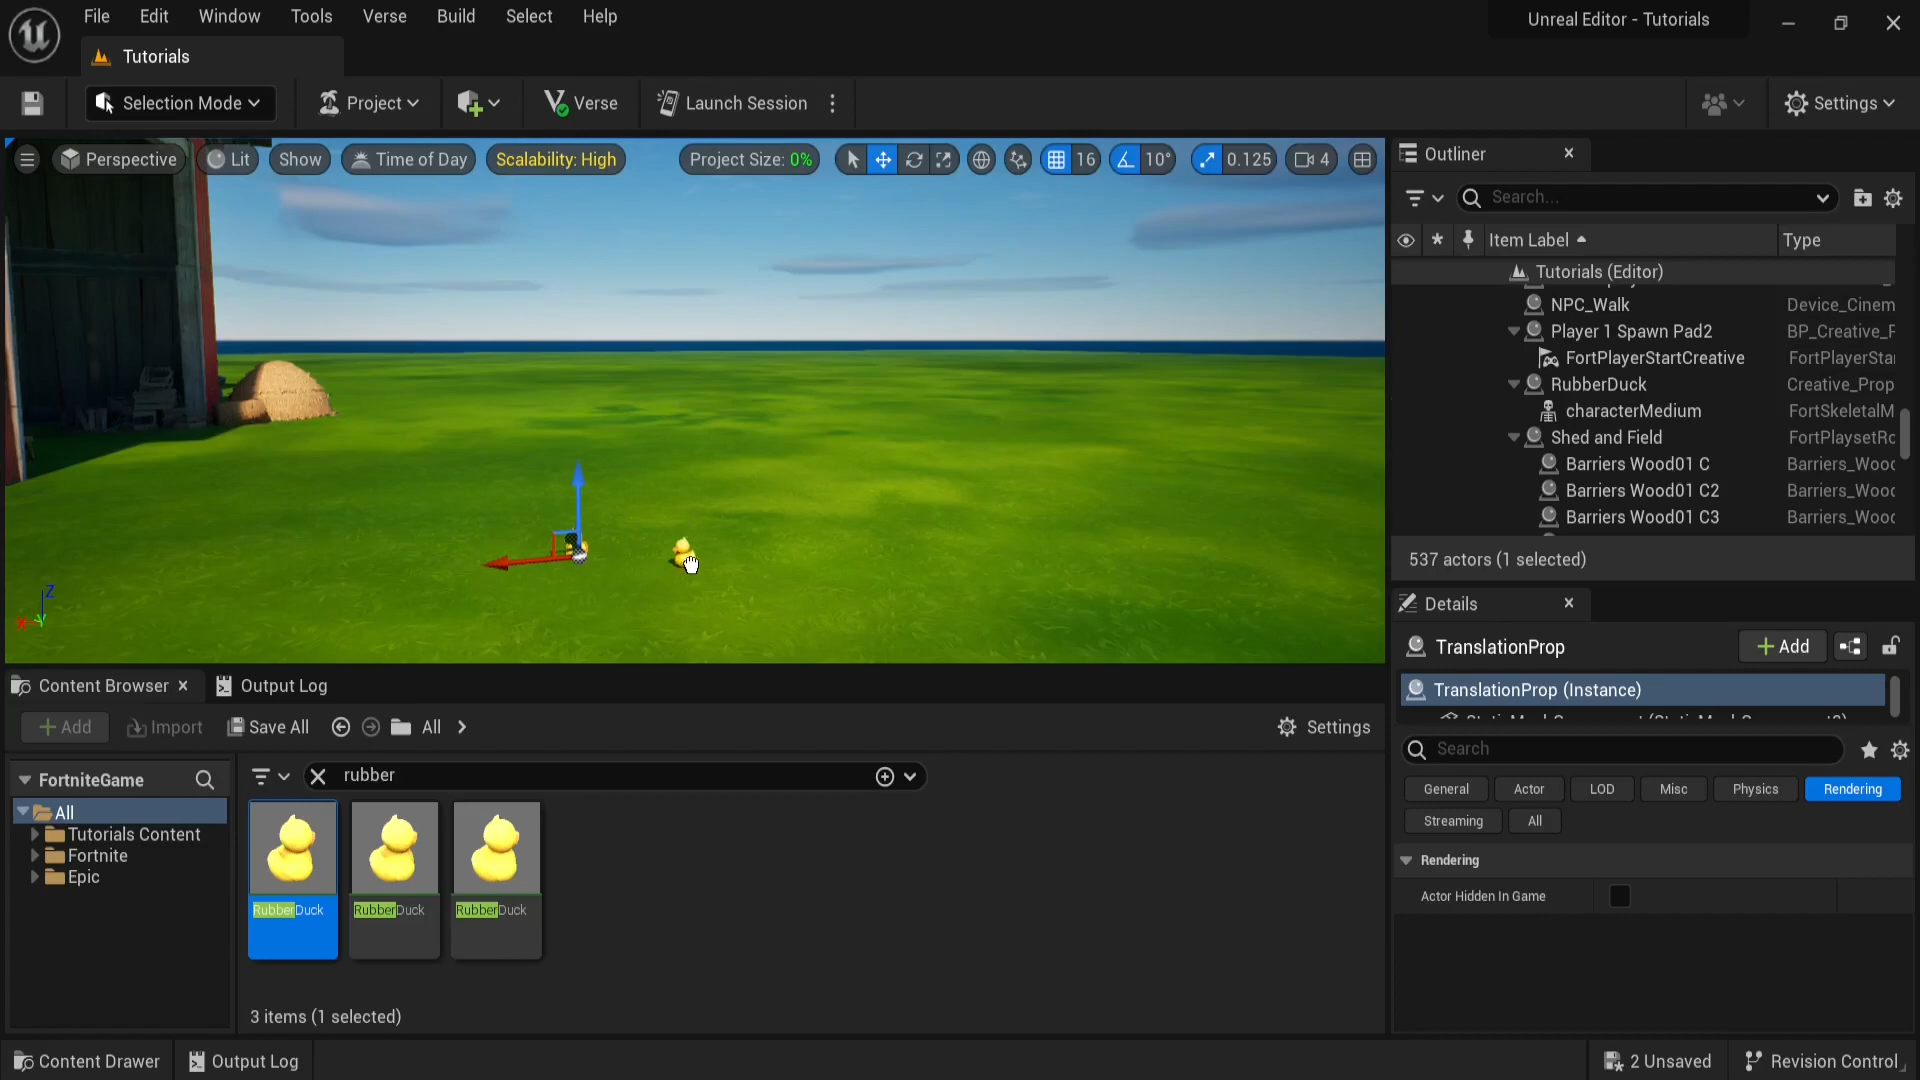 File Edit Window Tools Verse Build Select Help
Unreal Editor - Tutorials
Tutorials
Selection Mode
Project
Verse
Launch Session
Settings
Perspective
Lit
Show
Time of Day
Scalability: High
Project Size: 0%
16
10°
0.125
4
Z
Outliner
Search...
Item Label
Type
Tutorials (Editor)
NPC_Walk Device_Cinem
Player 1 Spawn Pad2 BP_Creative_F
FortPlayerStartCreative FortPlayerSta
RubberDuck Creative_Prop
characterMedium FortSkeletalM
Shed and Field FortPlaysetRo
Barriers Wood01 C Barriers_Wood
Barriers Wood01 C2 Barriers_Wood
Barriers Wood01 C3 Barriers_Wood
537 actors (1 selected)
Details
TranslationProp
Add
TranslationProp (Instance)
Search
General Actor LOD Misc Physics Rendering
Streaming All
Rendering
Actor Hidden In Game
Content Browser
Output Log
Add
Import
Save All
All
Settings
FortniteGame
All
Tutorials Content
Fortnite
Epic
rubber
RubberDuck
RubberDuck
RubberDuck
3 items (1 selected)
Content Drawer
Output Log
2 Unsaved
Revision Control